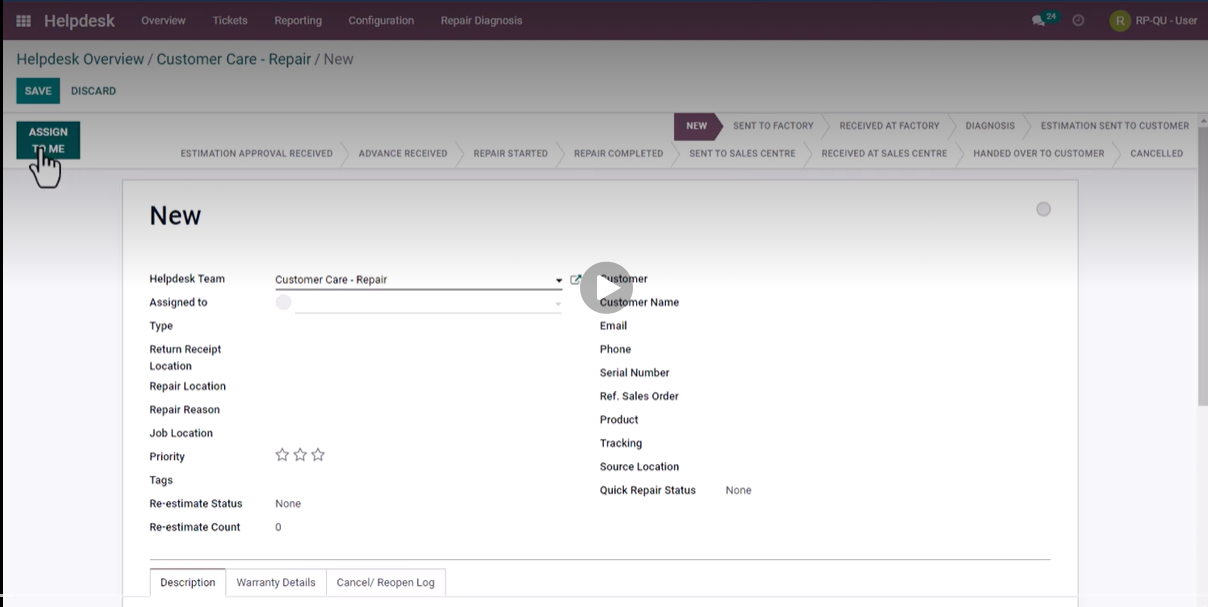 Helpdesk Overview Tickets Reporting Configuration Repair Diagnosis 24 R RP-QU - User
Helpdesk Overview / Customer Care - Repair / New
SAVE DISCARD
ASSIGN
TO ME
NEW SENT TO FACTORY RECEIVED AT FACTORY DIAGNOSIS ESTIMATION SENT TO CUSTOMER
ESTIMATION APPROVAL RECEIVED ADVANCE RECEIVED REPAIR STARTED REPAIR COMPLETED SENT TO SALES CENTRE RECEIVED AT SALES CENTRE HANDED OVER TO CUSTOMER CANCELLED
New
Helpdesk Team Customer Care - Repair Customer
Assigned to Customer Name
Type Email
Return Receipt Phone
Location
Serial Number
Repair Location
Ref. Sales Order
Repair Reason
Product
Job Location
Tracking
Priority
Source Location
Tags
Quick Repair Status None
Re-estimate Status None
Re-estimate Count 0
Description Warranty Details Cancel/ Reopen Log